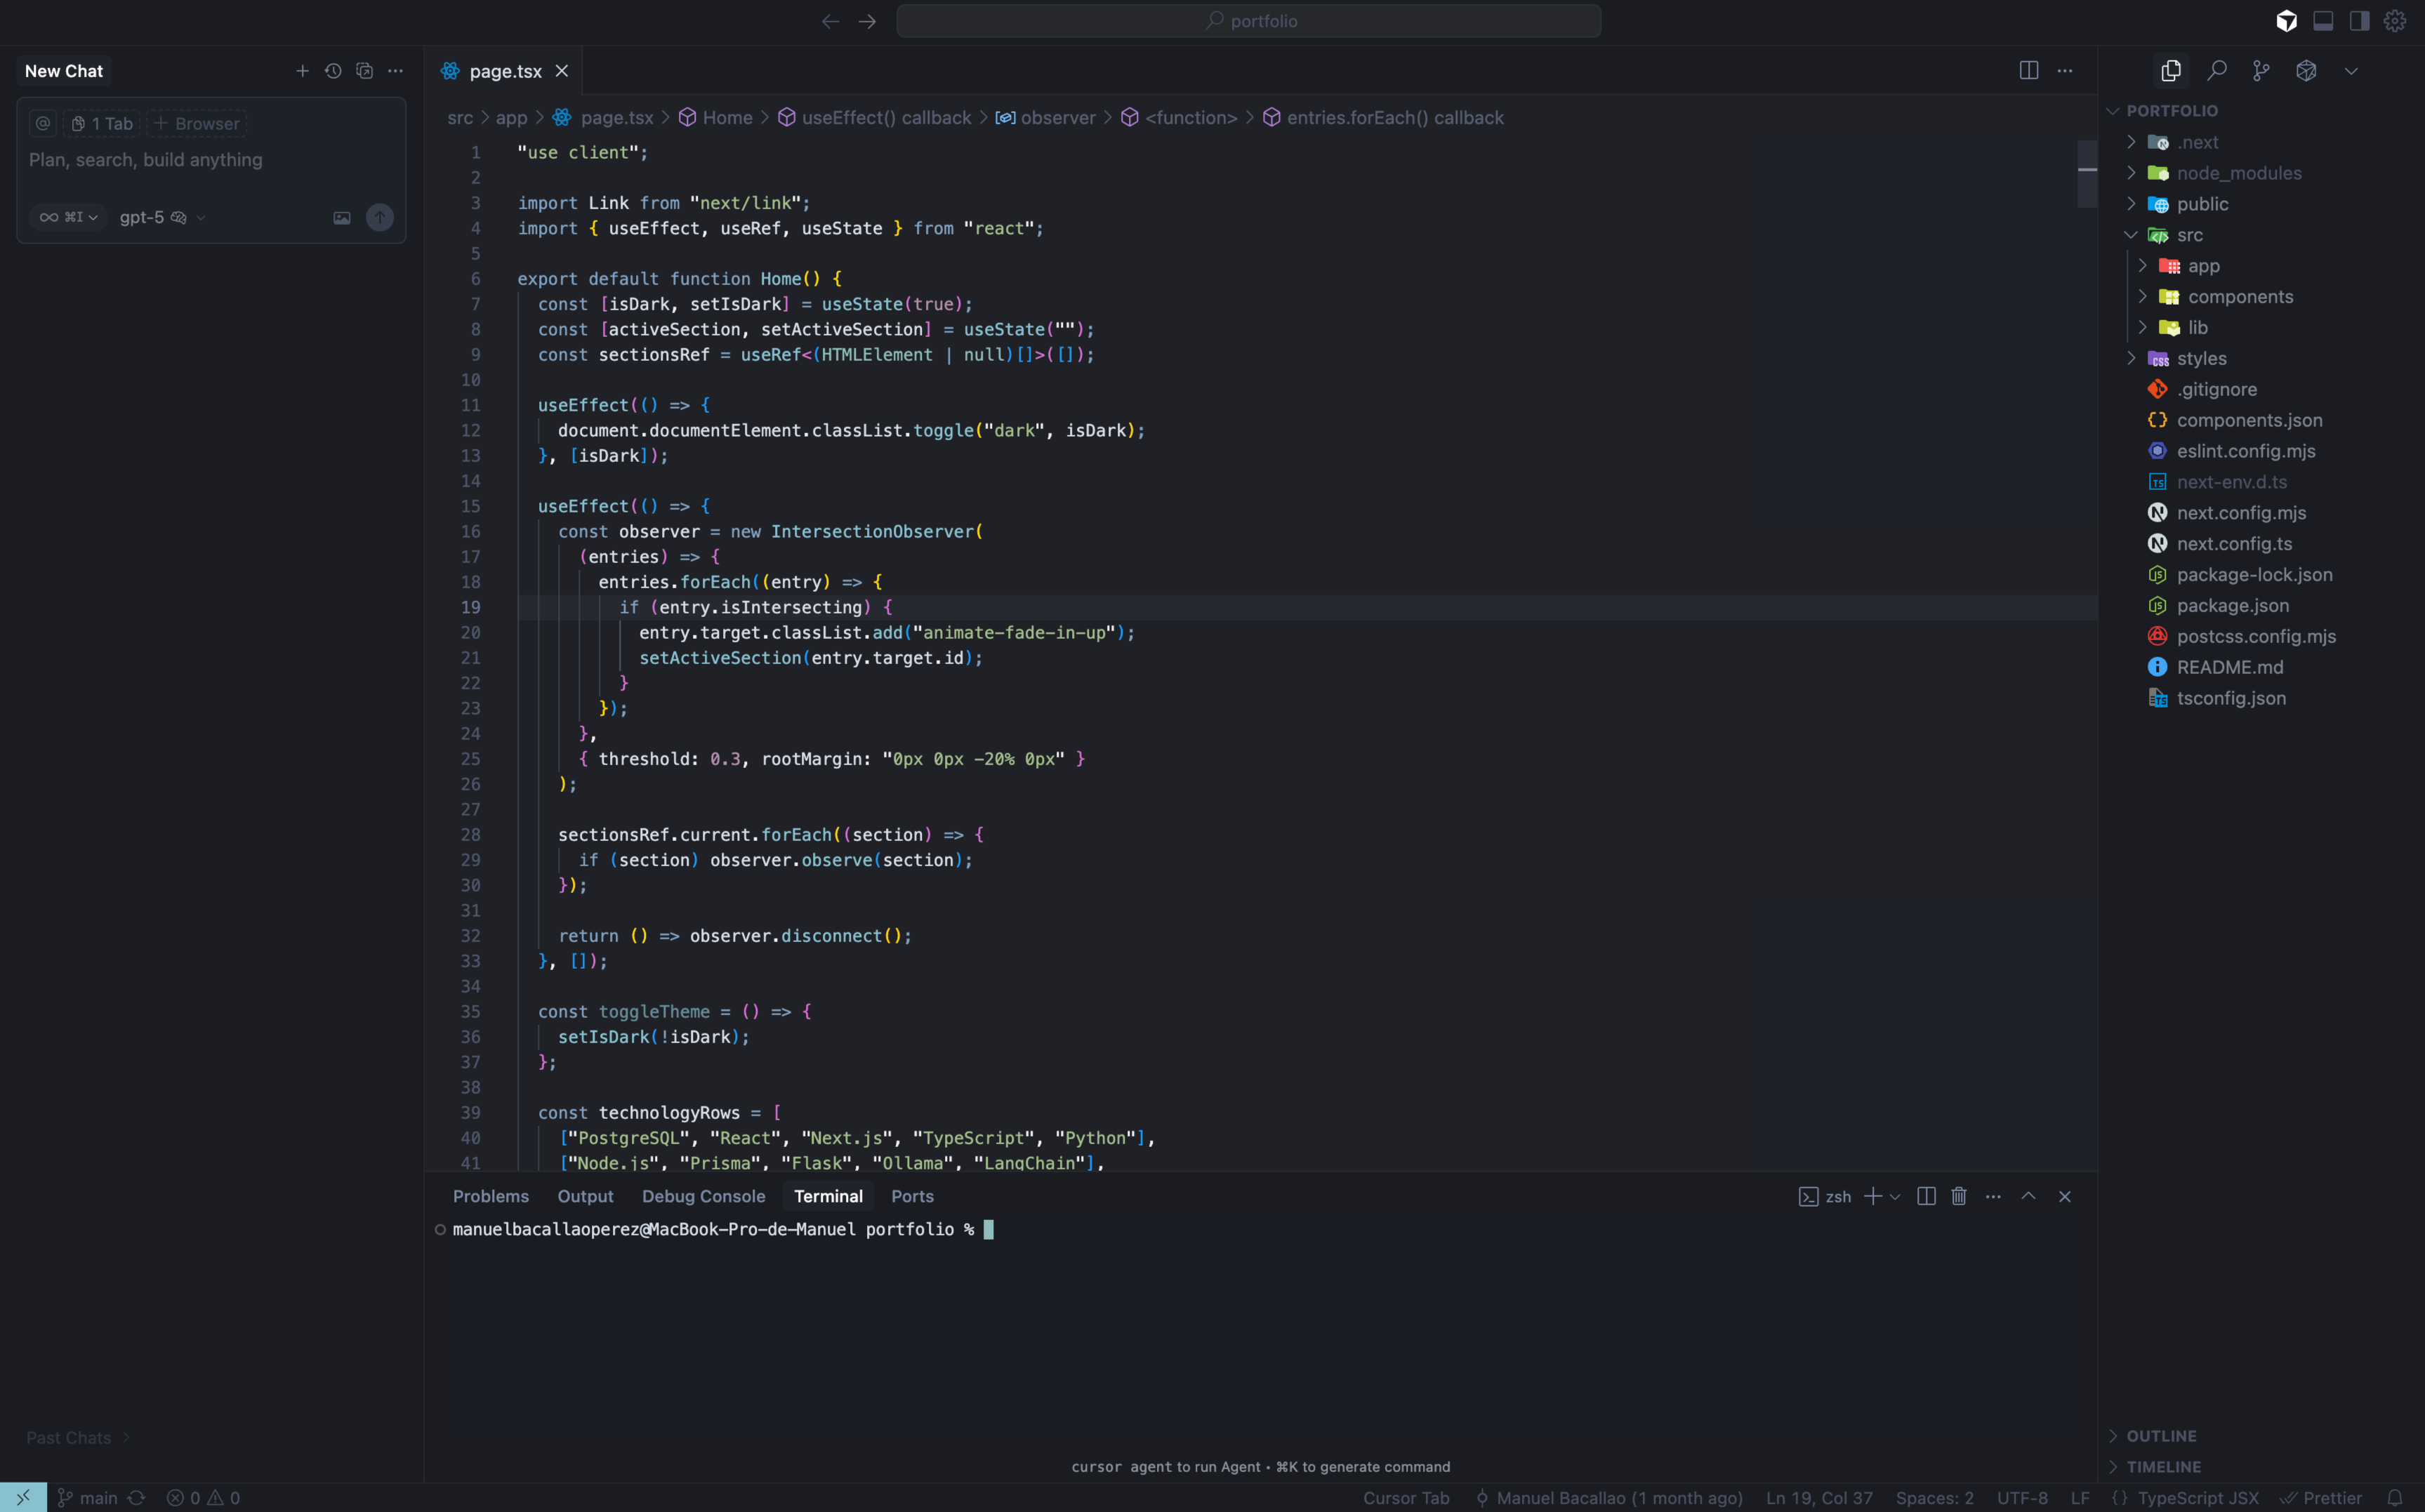 portfolio
New Chat
@ 1 Tab + Browser
Plan, search, build anything
∞ ⌘I gpt-5
Past Chats
page.tsx
src > app > page.tsx > Home > useEffect() callback > observer > <function> > entries.forEach() callback
1 "use client";
2
3 import Link from "next/link";
4 import { useEffect, useRef, useState } from "react";
5
6 export default function Home() {
7 const [isDark, setIsDark] = useState(true);
8 const [activeSection, setActiveSection] = useState("");
9 const sectionsRef = useRef<(HTMLElement | null)[]>([]);
10
11 useEffect(() => {
12 document.documentElement.classList.toggle("dark", isDark);
13 }, [isDark]);
14
15 useEffect(() => {
16 const observer = new IntersectionObserver(
17 (entries) => {
18 entries.forEach((entry) => {
19 if (entry.isIntersecting) {
20 entry.target.classList.add("animate-fade-in-up");
21 setActiveSection(entry.target.id);
22 }
23 });
24 },
25 { threshold: 0.3, rootMargin: "0px 0px -20% 0px" }
26 );
27
28 sectionsRef.current.forEach((section) => {
29 if (section) observer.observe(section);
30 });
31
32 return () => observer.disconnect();
33 }, []);
34
35 const toggleTheme = () => {
36 setIsDark(!isDark);
37 };
38
39 const technologyRows = [
40 ["PostgreSQL", "React", "Next.js", "TypeScript", "Python"],
41 ["Node.js", "Prisma", "Flask", "Ollama", "LangChain"],
Problems Output Debug Console Terminal Ports
zsh
manuelbacallaoperez@MacBook-Pro-de-Manuel portfolio %
cursor agent to run Agent • ⌘K to generate command
PORTFOLIO
.next
node_modules
public
src
app
components
lib
CSS styles
.gitignore
{} components.json
eslint.config.mjs
TS next-env.d.ts
N next.config.mjs
N next.config.ts
JS package-lock.json
JS package.json
postcss.config.mjs
README.md
TS tsconfig.json
OUTLINE
TIMELINE
main 0 0
Cursor Tab Manuel Bacallao (1 month ago) Ln 19, Col 37 Spaces: 2 UTF-8 LF {} TypeScript JSX Prettier